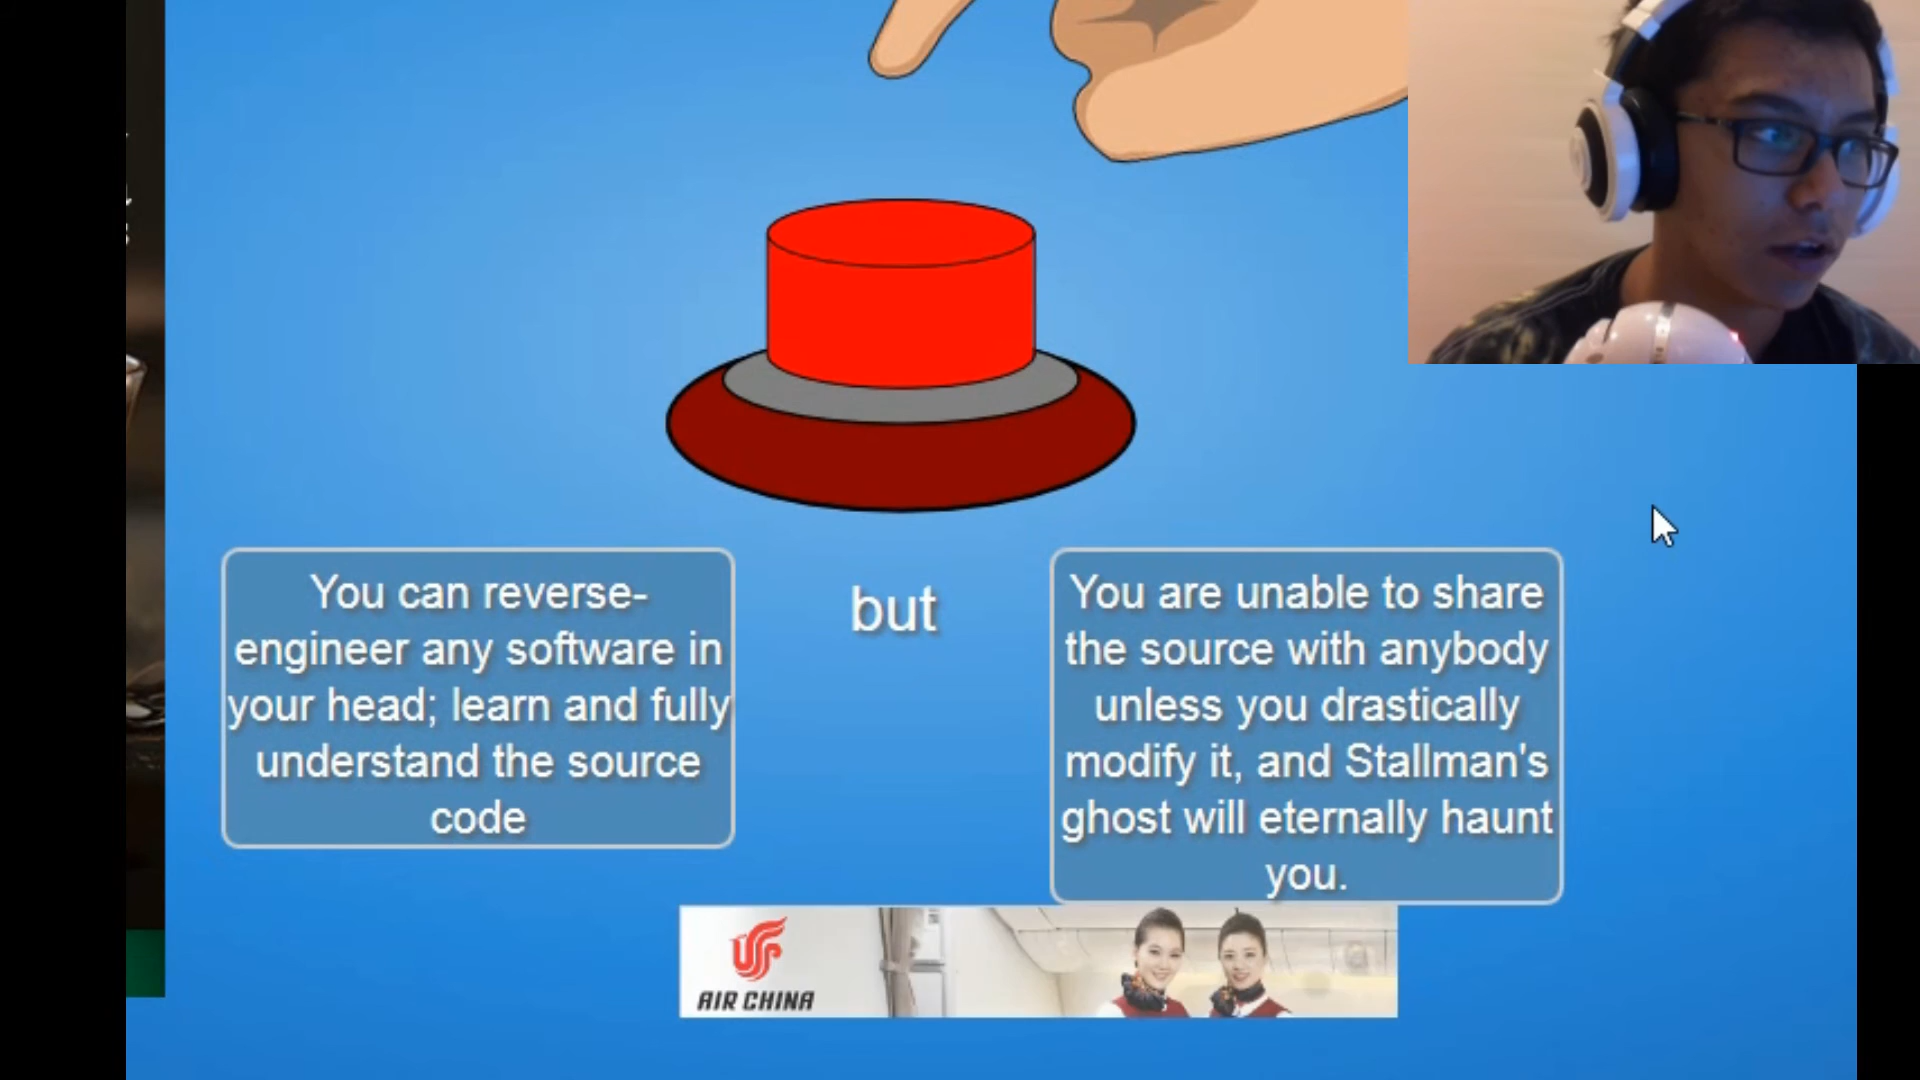 You can reverse-
engineer any software in
your head; learn and fully
understand the source
code
but
You are unable to share
the source with anybody
unless you drastically
modify it, and Stallman's
ghost will eternally haunt
you.
AIR CHINA